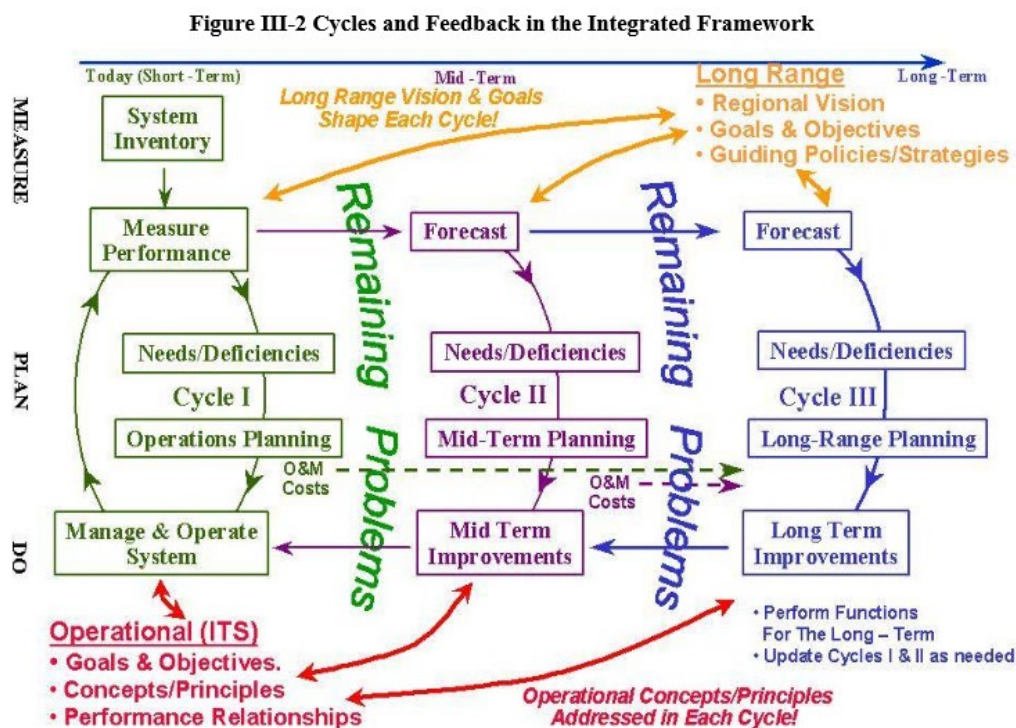 Figure III-2 Cycles and Feedback in the Integrated Framework
Today (Short -Term)
Mid -Term
Long -Term
MEASURE
PLAN
DO
System
Inventory
Long Range Vision & Goals
Shape Each Cycle!
Long Range
• Regional Vision
• Goals & Objectives
• Guiding Policies/Strategies
Measure
Performance
Forecast
Forecast
Remaining
Problems
Remaining
Problems
Needs/Deficiencies
Needs/Deficiencies
Needs/Deficiencies
Cycle I
Cycle II
Cycle III
Operations Planning
Mid-Term Planning
Long-Range Planning
O&M
Costs
O&M
Costs
Manage & Operate
System
Mid Term
Improvements
Long Term
Improvements
Operational (ITS)
• Goals & Objectives.
• Concepts/Principles
• Performance Relationships
• Perform Functions
For The Long – Term
• Update Cycles I & II as needed
Operational Concepts/Principles
Addressed in Each Cycle!